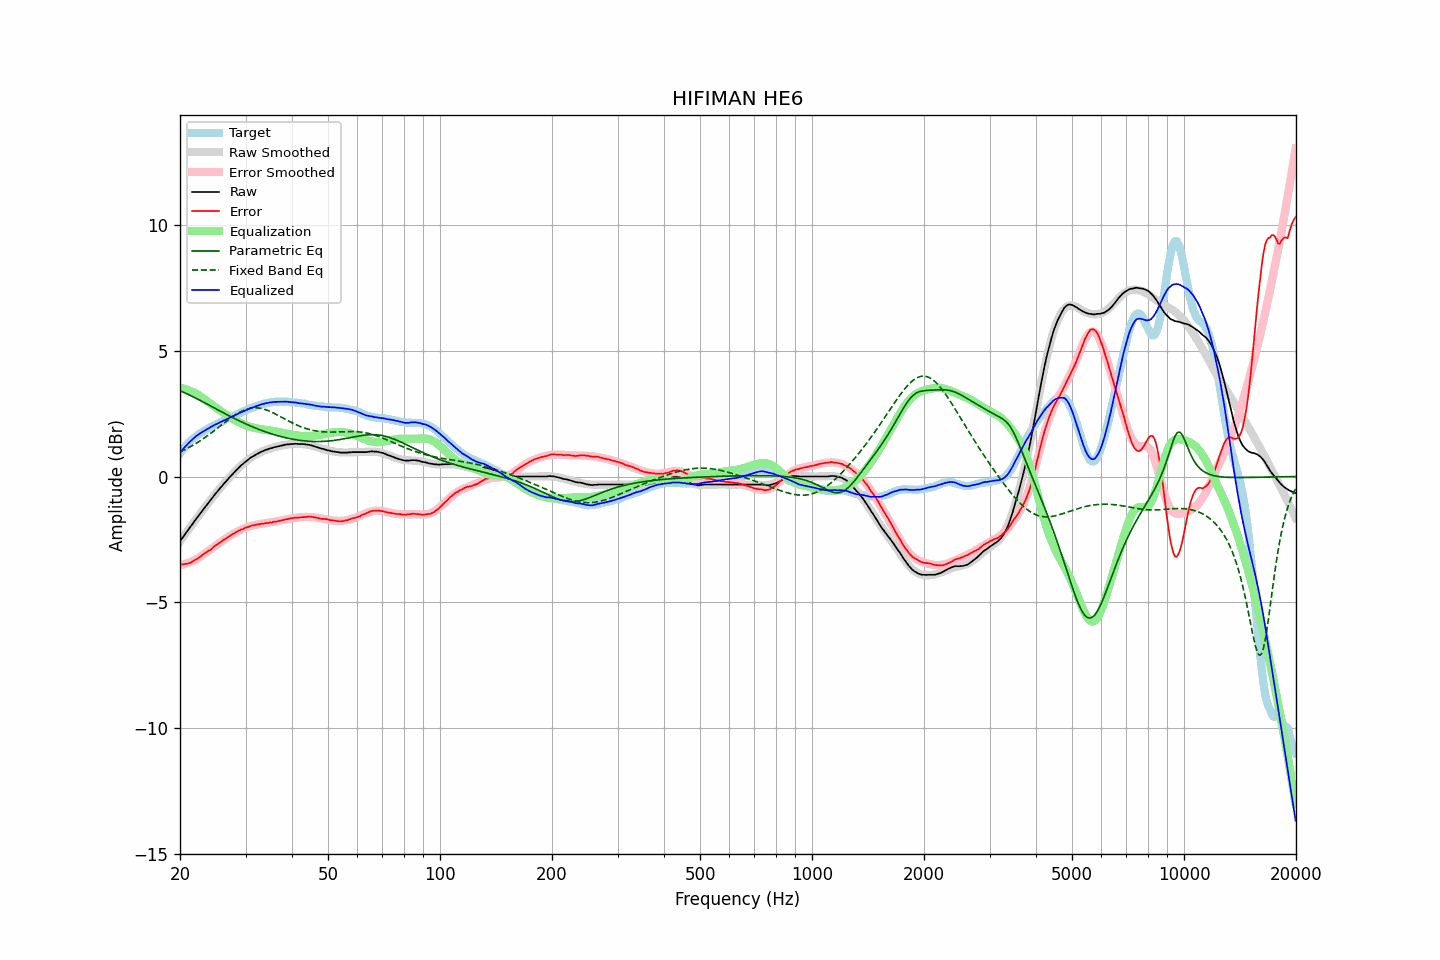 HIFIMAN HE6
Target
Raw Smoothed
Error Smoothed
Raw
Error
Equalization
Parametric Eq
Fixed Band Eq
Equalized
10
5
0
−5
−10
−15
Amplitude (dBr)
20 50 100 200 500 1000 2000 5000 10000 20000
Frequency (Hz)